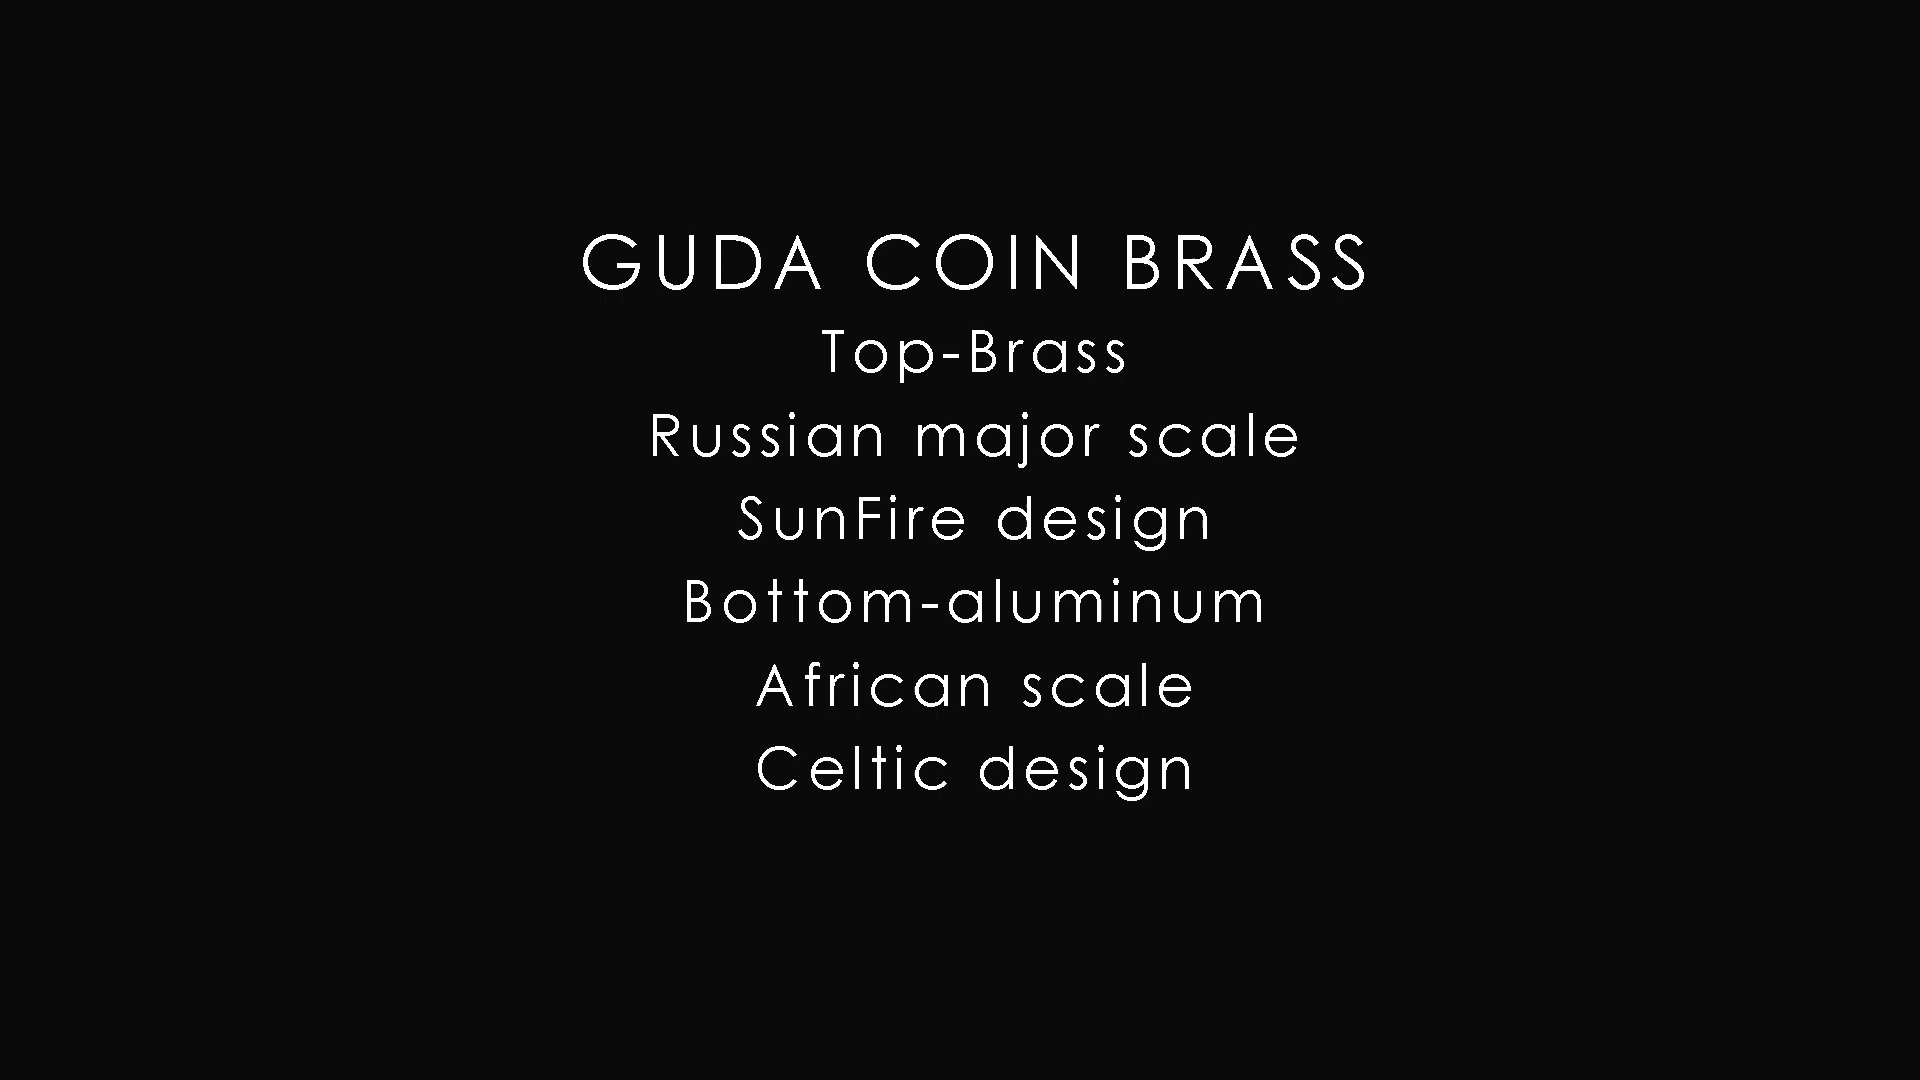 GUDA COIN BRASS
Top-Brass
Russian major scale
SunFire design
Bottom-aluminum
African scale
Celtic design